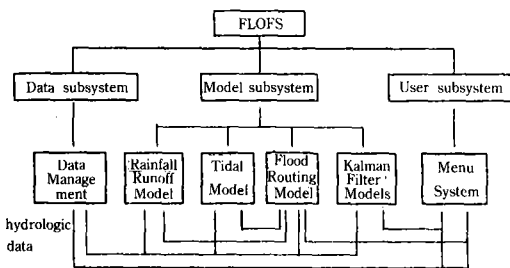 FLOFS
Data subsystem
Model subsystem
User subsystem
Data
Manage
ment
Rainfall
Runoff
Model
Tidal
Model
Flood
Routing
Model
Kalman
Filter
Models
Menu
System
hydrologic
data